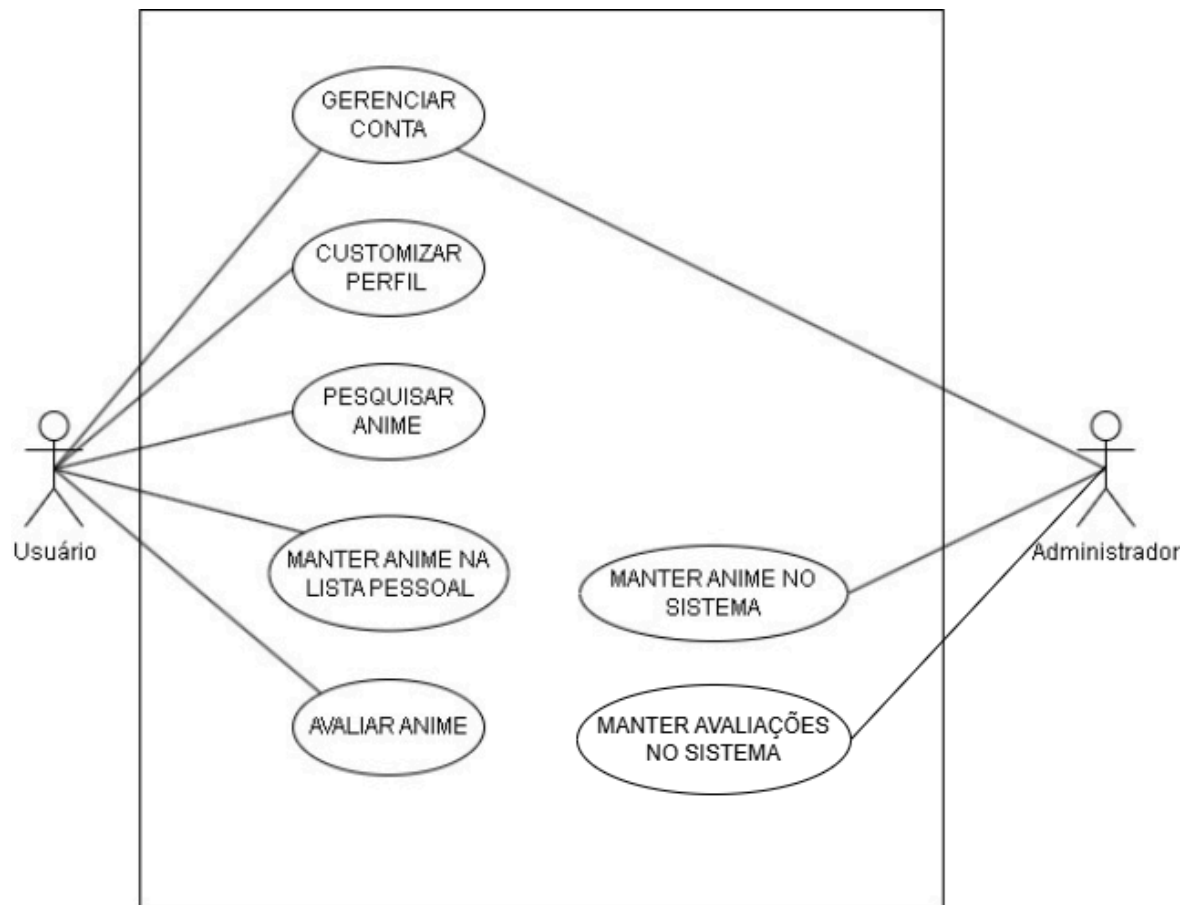 GERENCIAR
CONTA
CUSTOMIZAR
PERFIL
PESQUISAR
ANIME
Usuário
MANTER ANIME NA
LISTA PESSOAL
MANTER ANIME NO
SISTEMA
Administrador
AVALIAR ANIME
MANTER AVALIAÇÕES
NO SISTEMA